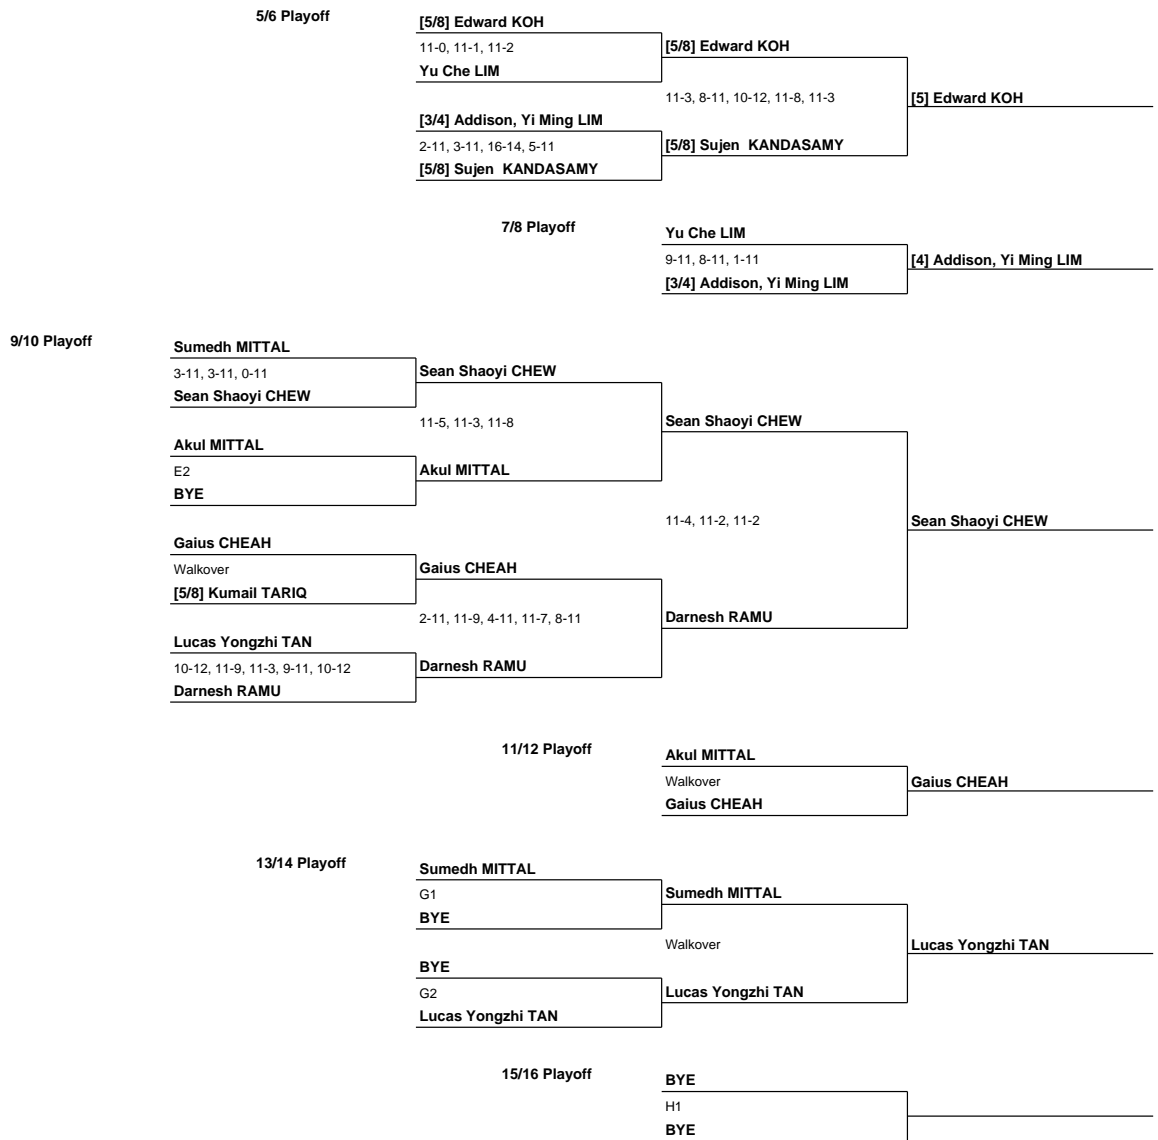 5/6 Playoff
[5/8] Edward KOH
11-0, 11-1, 11-2
[5/8] Edward KOH
Yu Che LIM
11-3, 8-11, 10-12, 11-8, 11-3
[5] Edward KOH
[3/4] Addison, Yi Ming LIM
2-11, 3-11, 16-14, 5-11
[5/8] Sujen  KANDASAMY
[5/8] Sujen  KANDASAMY
7/8 Playoff
Yu Che LIM
9-11, 8-11, 1-11
[4] Addison, Yi Ming LIM
[3/4] Addison, Yi Ming LIM
9/10 Playoff
Sumedh MITTAL
3-11, 3-11, 0-11
Sean Shaoyi CHEW
Sean Shaoyi CHEW
11-5, 11-3, 11-8
Sean Shaoyi CHEW
Akul MITTAL
E2
Akul MITTAL
BYE
11-4, 11-2, 11-2
Sean Shaoyi CHEW
Gaius CHEAH
Walkover
Gaius CHEAH
[5/8] Kumail TARIQ
2-11, 11-9, 4-11, 11-7, 8-11
Darnesh RAMU
Lucas Yongzhi TAN
10-12, 11-9, 11-3, 9-11, 10-12
Darnesh RAMU
Darnesh RAMU
11/12 Playoff
Akul MITTAL
Walkover
Gaius CHEAH
Gaius CHEAH
13/14 Playoff
Sumedh MITTAL
G1
Sumedh MITTAL
BYE
Walkover
Lucas Yongzhi TAN
BYE
G2
Lucas Yongzhi TAN
Lucas Yongzhi TAN
15/16 Playoff
BYE
H1
BYE